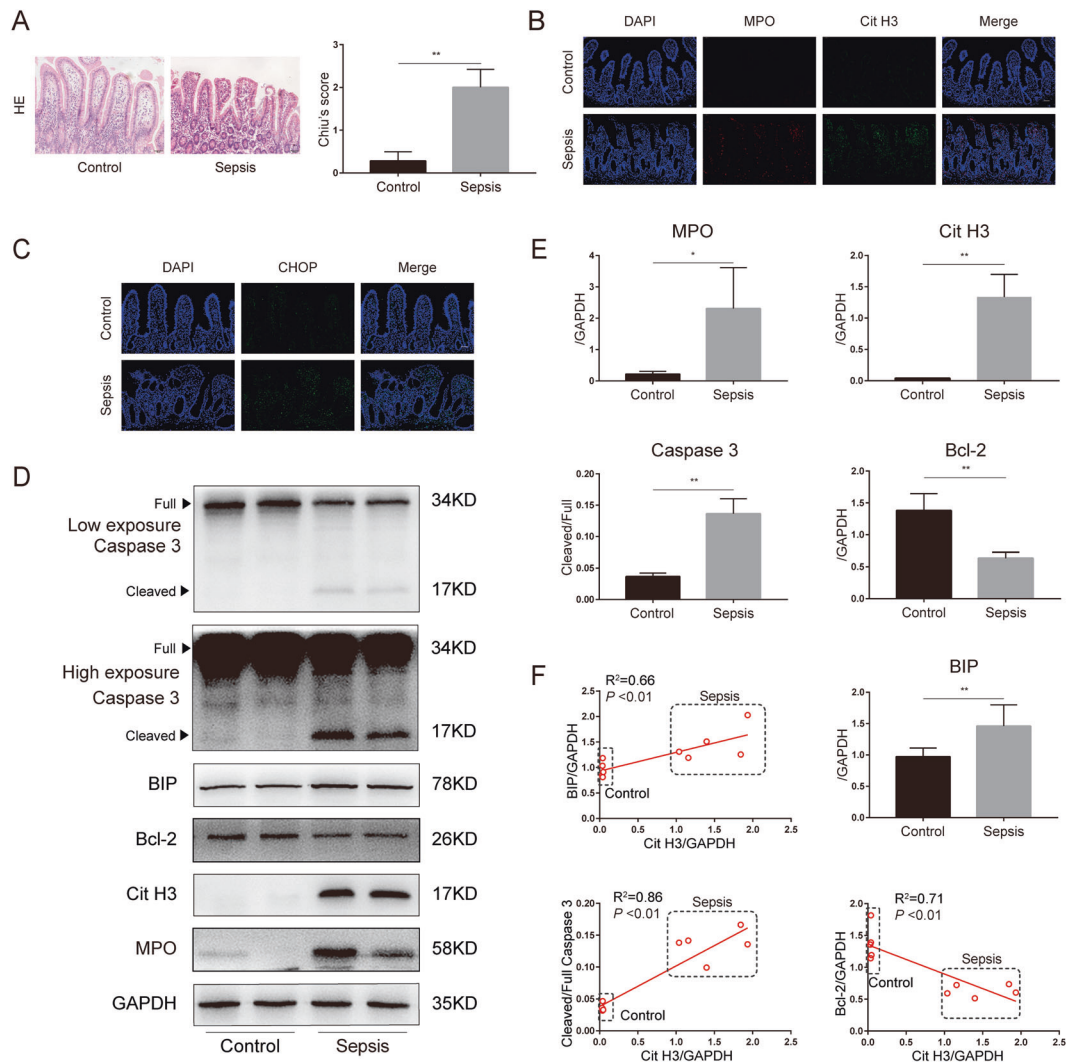 A
HE
Control
Sepsis
Chiu's score
3
2
1
0
**
Control
Sepsis
B
DAPI
MPO
Cit H3
Merge
Control
Sepsis
C
DAPI
CHOP
Merge
Control
Sepsis
D
Full
34KD
Low exposure
Caspase 3
Cleaved
17KD
Full
34KD
High exposure
Caspase 3
Cleaved
17KD
BIP
78KD
Bcl-2
26KD
Cit H3
17KD
MPO
58KD
GAPDH
35KD
Control
Sepsis
E
MPO
/GAPDH
4
3
2
1
0
*
Control
Sepsis
Cit H3
/GAPDH
2.0
1.5
1.0
0.5
0.0
**
Control
Sepsis
Caspase 3
Cleaved/Full
0.20
0.15
0.10
0.05
0.00
**
Control
Sepsis
Bcl-2
/GAPDH
2.0
1.5
1.0
0.5
0.0
**
Control
Sepsis
BIP
/GAPDH
2.0
1.5
1.0
0.5
0.0
**
Control
Sepsis
F
R²=0.66
P <0.01
Sepsis
Control
BIP/GAPDH
2.5
2.0
1.5
1.0
0.5
0.0
0.0 0.5 1.0 1.5 2.0 2.5
Cit H3/GAPDH
R²=0.86
P <0.01
Sepsis
Control
Cleaved/Full Caspase 3
0.20
0.15
0.10
0.05
0.00
0.0 0.5 1.0 1.5 2.0 2.5
Cit H3/GAPDH
R²=0.71
P <0.01
Sepsis
Control
Bcl-2/GAPDH
2.0
1.5
1.0
0.5
0.0
0.0 0.5 1.0 1.5 2.0 2.5
Cit H3/GAPDH